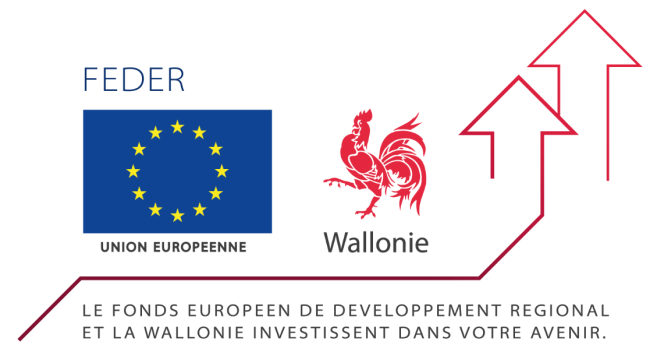 FEDER
UNION EUROPEENNE
Wallonie
LE FONDS EUROPEEN DE DEVELOPPEMENT REGIONAL
ET LA WALLONIE INVESTISSENT DANS VOTRE AVENIR.